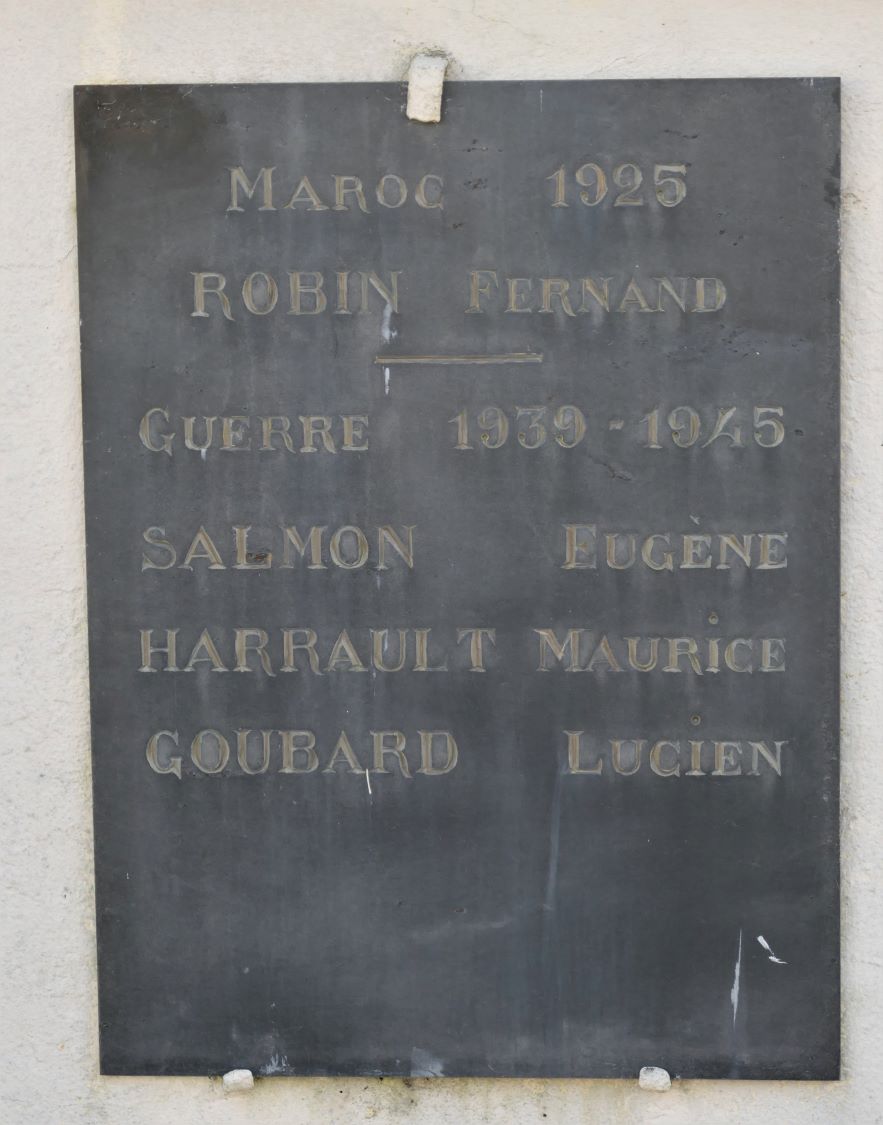 MAROC 1925
ROBIN FERNAND
GUERRE 1939-1945
SALMON EUGÈNE
HARRAULT MAURICE
GOUBARD LUCIEN